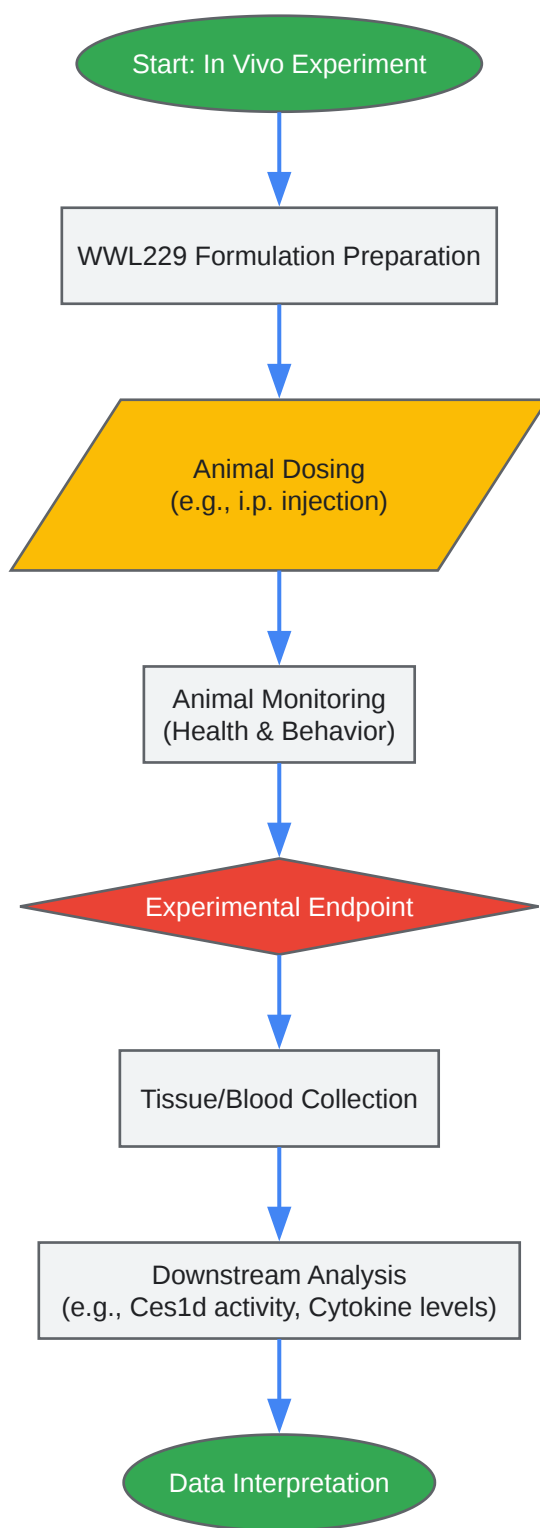 Start: In Vivo Experiment
WWL229 Formulation Preparation
Animal Dosing
(e.g., i.p. injection)
Animal Monitoring
(Health & Behavior)
Experimental Endpoint
Tissue/Blood Collection
Downstream Analysis
(e.g., Ces1d activity, Cytokine levels)
Data Interpretation